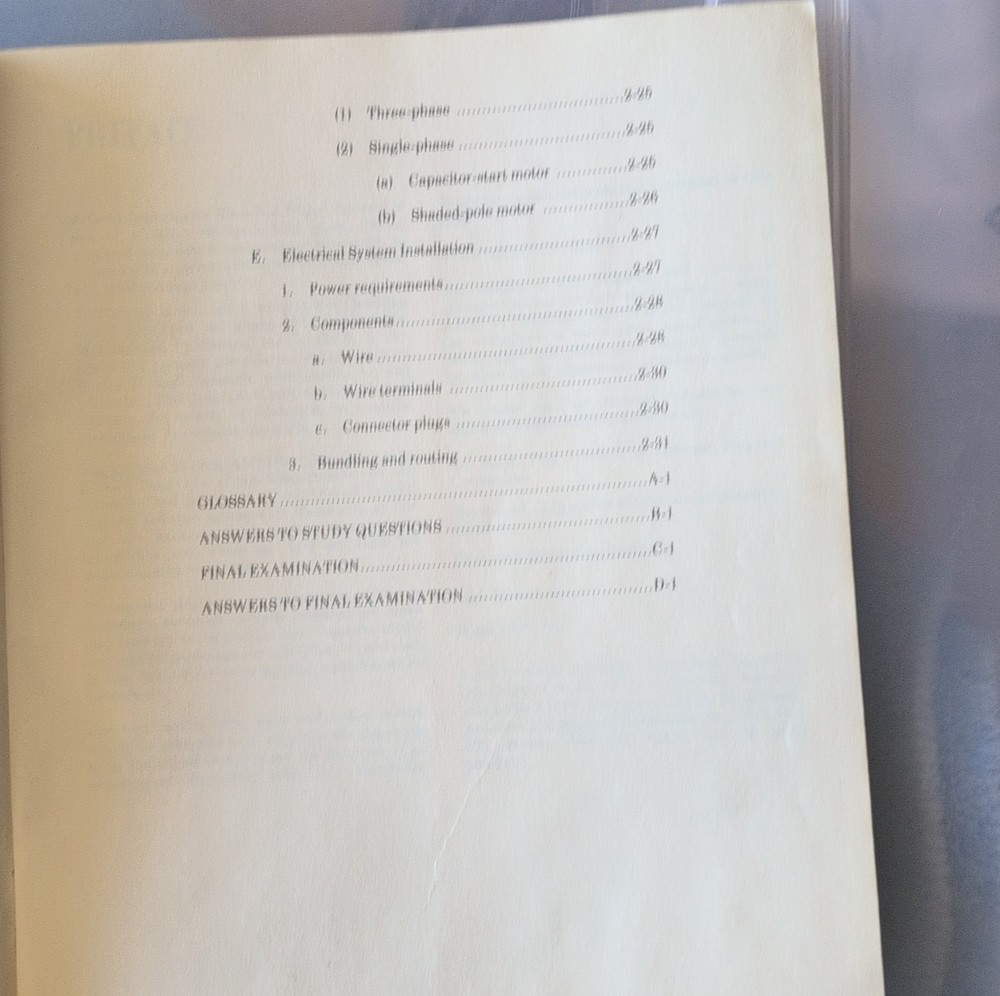 (1) Three-phase ........................................ 2-25
(2) Single-phase ........................................ 2-25
(a) Capacitor-start motor .................... 2-25
(b) Shaded-pole motor ........................ 2-26
E. Electrical System Installation .................................... 2-27
1. Power requirements ............................................ 2-27
2. Components ...................................................... 2-28
a. Wire ............................................................ 2-28
b. Wire terminals ............................................ 2-30
c. Connector plugs .......................................... 2-30
3. Bundling and routing .......................................... 2-31
GLOSSARY .................................................................. A-1
ANSWERS TO STUDY QUESTIONS .............................................. B-1
FINAL EXAMINATION .......................................................... C-1
ANSWERS TO FINAL EXAMINATION ............................................ D-1